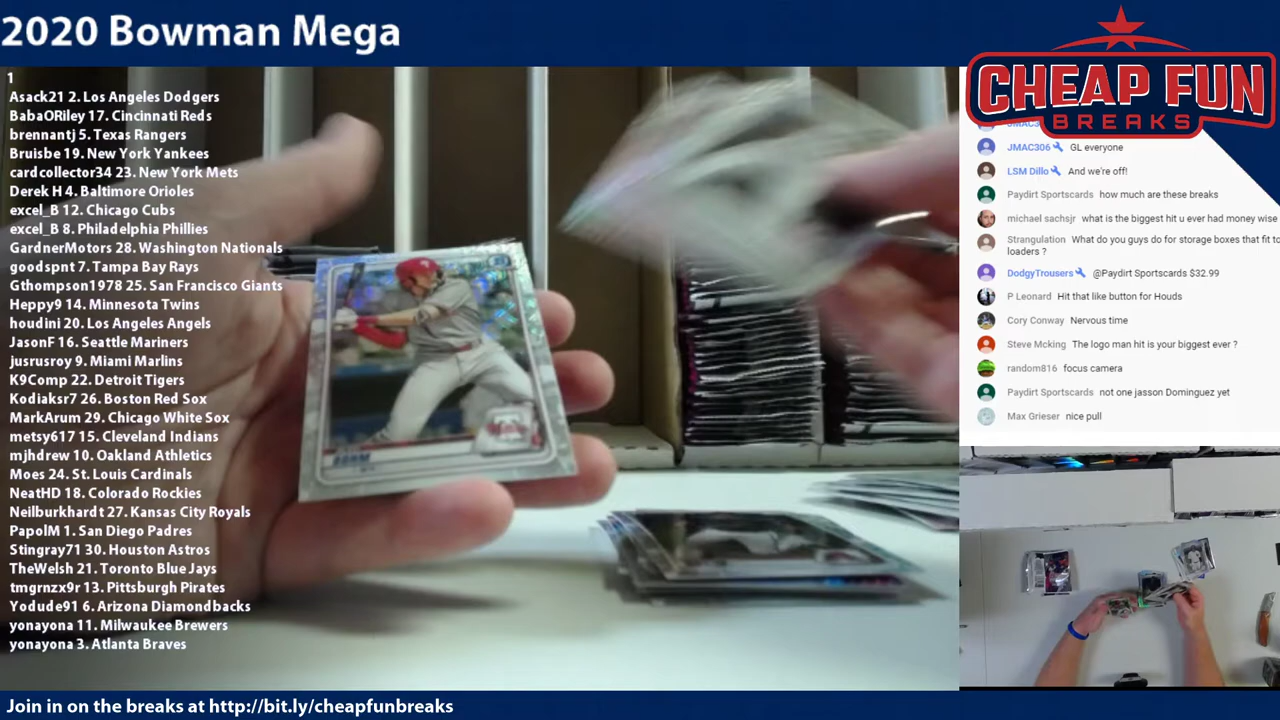 2020 Bowman Mega
1
Asack21 2. Los Angeles Dodgers
BabaORiley 17. Cincinnati Reds
brennantj 5. Texas Rangers
Bruisbe 19. New York Yankees
cardcollector34 23. New York Mets
Derek H 4. Baltimore Orioles
excel_B 12. Chicago Cubs
excel_B 8. Philadelphia Phillies
GardnerMotors 28. Washington Nationals
goodspnt 7. Tampa Bay Rays
Gthompson1978 25. San Francisco Giants
Heppy9 14. Minnesota Twins
houdini 20. Los Angeles Angels
JasonF 16. Seattle Mariners
jusrusroy 9. Miami Marlins
K9Comp 22. Detroit Tigers
Kodiaksr7 26. Boston Red Sox
MarkArum 29. Chicago White Sox
metsy617 15. Cleveland Indians
mjhdrew 10. Oakland Athletics
Moes 24. St. Louis Cardinals
NeatHD 18. Colorado Rockies
Neilburkhardt 27. Kansas City Royals
PapolM 1. San Diego Padres
Stingray71 30. Houston Astros
TheWelsh 21. Toronto Blue Jays
tmgrnzx9r 13. Pittsburgh Pirates
Yodude91 6. Arizona Diamondbacks
yonayona 11. Milwaukee Brewers
yonayona 3. Atlanta Braves
BOHM
CHEAP FUN
BREAKS
JMAC306 GL everyone
LSM Dillo And we're off!
Paydirt Sportscards how much are these breaks
michael sachsjr what is the biggest hit u ever had money wise
Strangulation What do you guys do for storage boxes that fit to
loaders ?
DodgyTrousers @Paydirt Sportscards $32.99
P Leonard Hit that like button for Houds
Cory Conway Nervous time
Steve Mcking The logo man hit is your biggest ever ?
random816 focus camera
Paydirt Sportscards not one jasson Dominguez yet
Max Grieser nice pull
Join in on the breaks at http://bit.ly/cheapfunbreaks